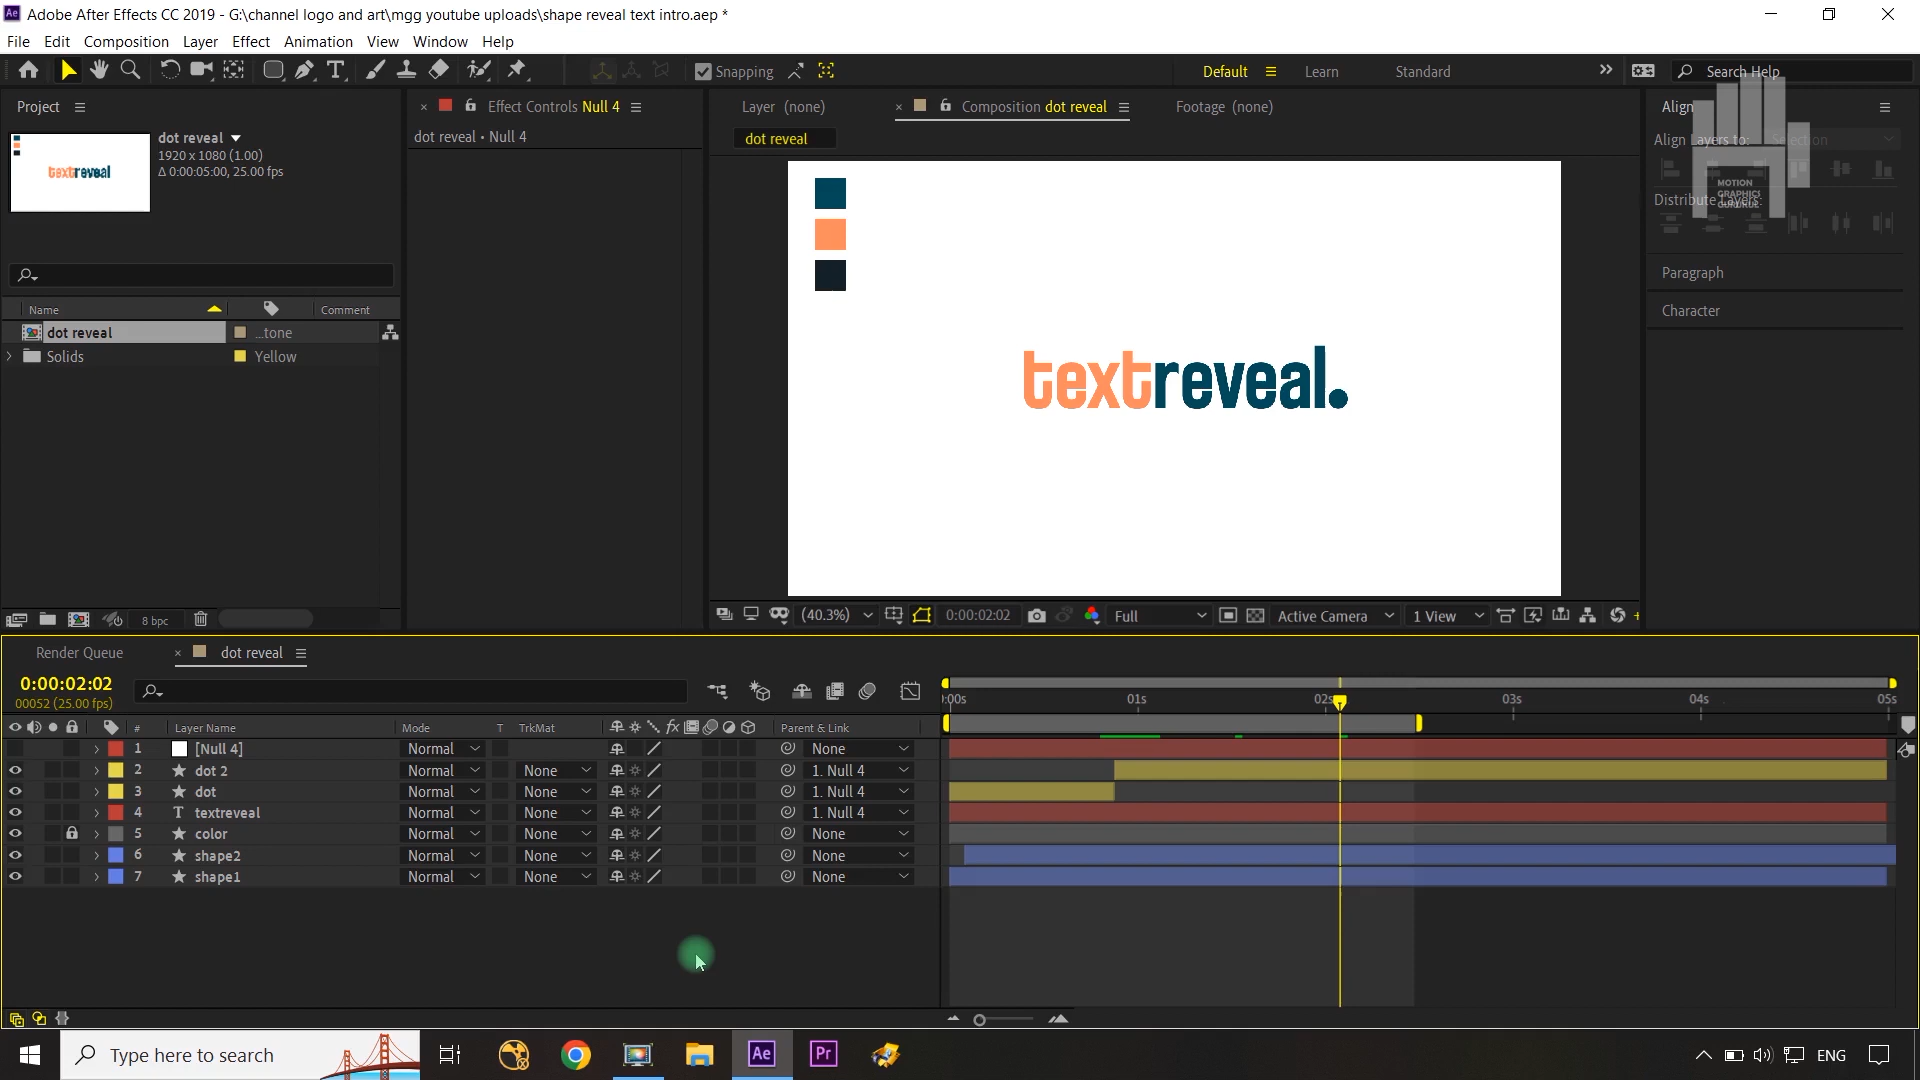 Adobe After Effects CC 2019 - G:\channel logo and art\mgg youtube uploads\shape reveal text intro.aep *
File Edit Composition Layer Effect Animation View Window Help
Snapping
Default Learn Standard Search Help
Project
Effect Controls Null 4
Layer (none)
Composition dot reveal
Footage (none)
Align
dot reveal
1920 x 1080 (1.00)
Δ 0:00:05:00, 25.00 fps
dot reveal • Null 4
dot reveal
Align Layers to: Selection
MOTION
GRAPHICS
Distribute Layers:
textreveal
Paragraph
Character
Name Comment
dot reveal ...tone
Solids Yellow
textreveal.
8 bpc
(40.3%) 0:00:02:02 Full Active Camera 1 View
Render Queue dot reveal
0:00:02:02
00052 (25.00 fps)
):00s 01s 02s 03s 04s 05s
# Layer Name Mode T TrkMat fx Parent & Link
1 [Null 4] Normal None
2 dot 2 Normal None 1. Null 4
3 dot Normal None 1. Null 4
4 T textreveal Normal None 1. Null 4
5 color Normal None None
6 shape2 Normal None None
7 shape1 Normal None None
Type here to search
Ae
Pr
ENG